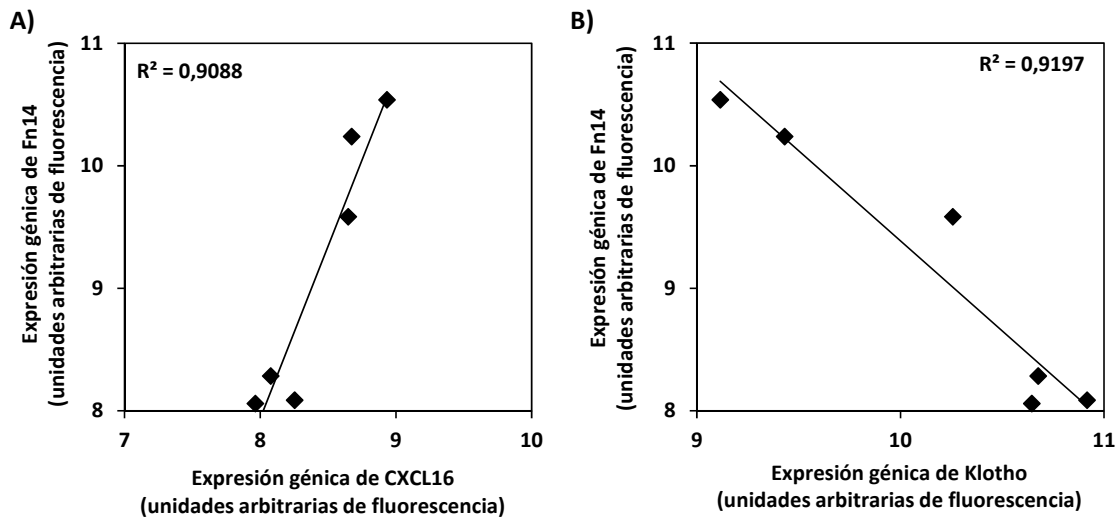 A)
Expresión génica de Fn14
(unidades arbitrarias de fluorescencia)
11
10
9
8
R² = 0,9088
7
8
9
10
Expresión génica de CXCL16
(unidades arbitrarias de fluorescencia)
B)
Expresión génica de Fn14
(unidades arbitrarias de fluorescencia)
11
10
9
8
R² = 0,9197
9
10
11
Expresión génica de Klotho
(unidades arbitrarias de fluorescencia)